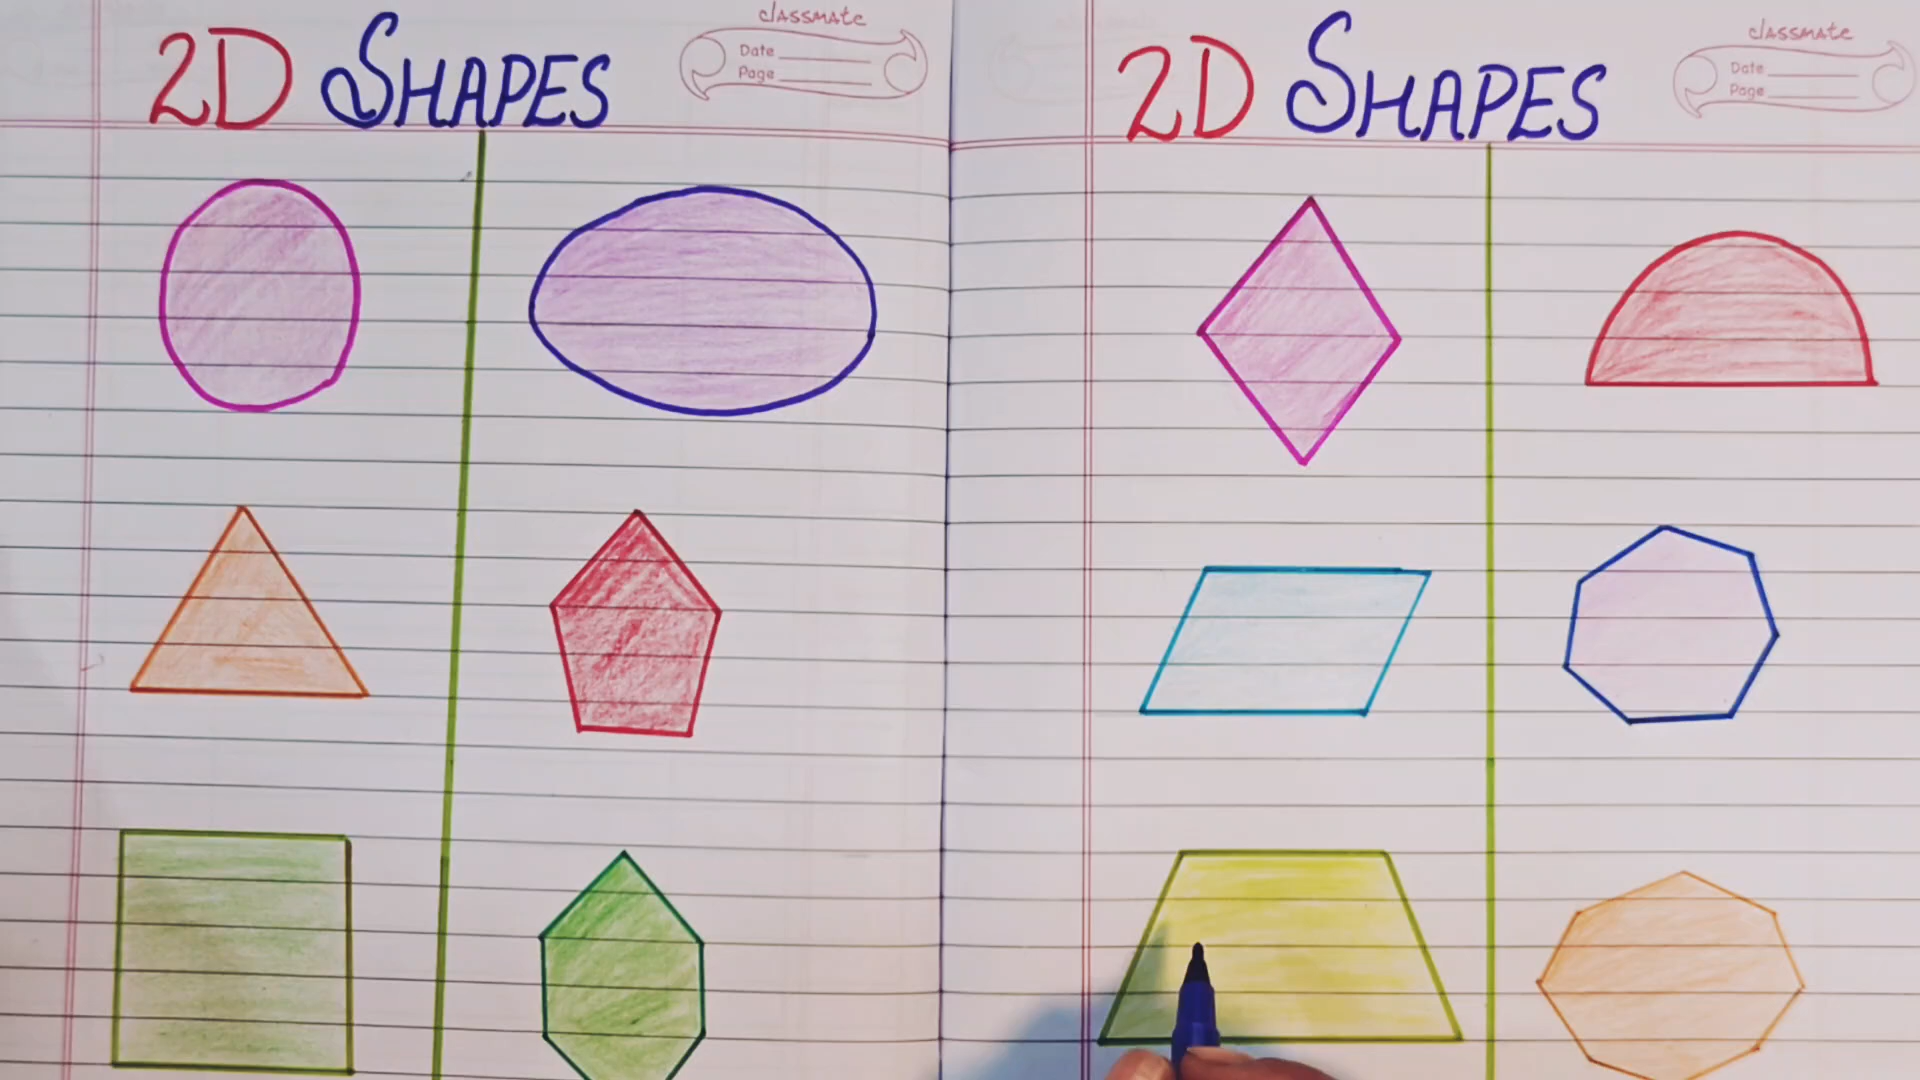 2D SHAPES
classmate
Date
Page
2D SHAPES
classmate
Date
Page